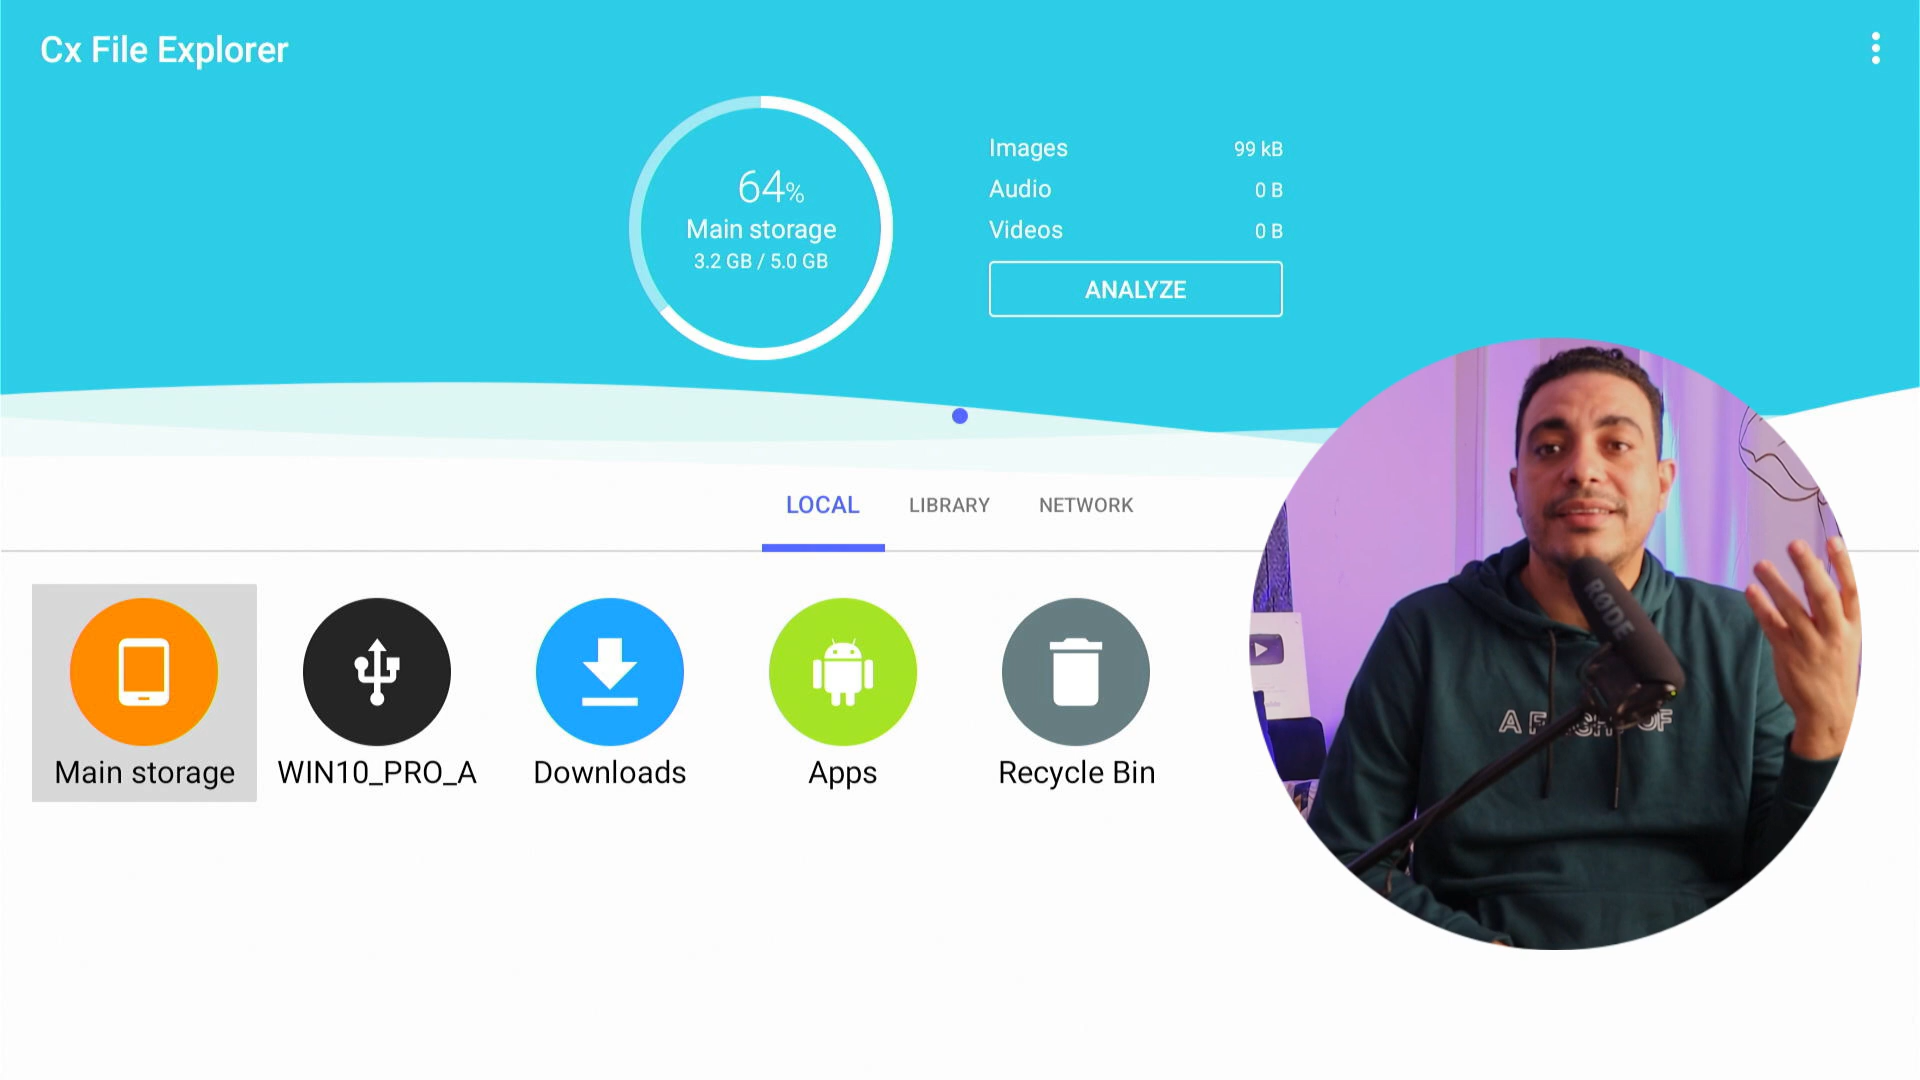 Cx File Explorer
64%
Main storage
3.2 GB / 5.0 GB
Images 99 kB
Audio 0 B
Videos 0 B
ANALYZE
LOCAL LIBRARY NETWORK
Main storage WIN10_PRO_A Downloads Apps Recycle Bin
RØDE
OF